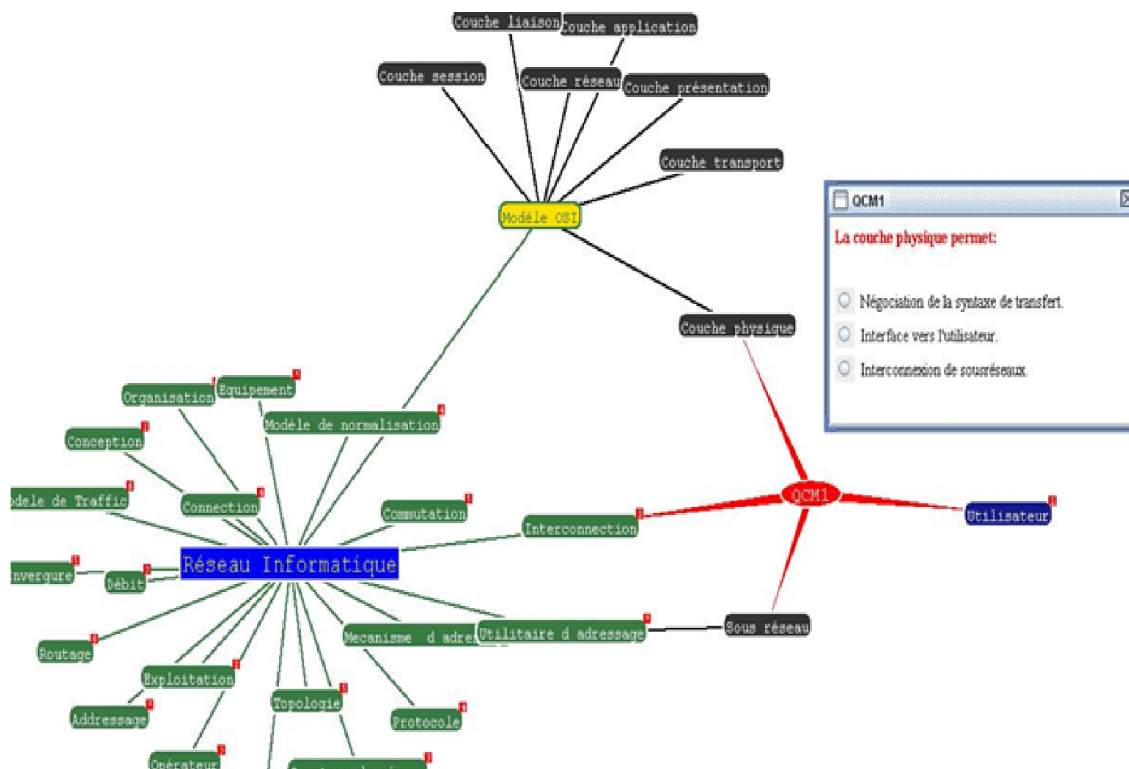 Couche liaison
Couche application
Couche session
Couche réseau
Couche présentation
Couche transport
Modèle OSI
QCM1
La couche physique permet:
Négociation de la syntaxe de transfert.
Interface vers l'utilisateur.
Interconnexion de sousréseaux.
Couche physique
Organisation
Equipement
Modèle de normalisation
Conception
odele de Traffic
Connection
Commutation
Interconnection
QCM1
Utilisateur
Réseau Informatique
nvergure
Débit
Mecanisme d adres
Utilitaire d adressage
Sous réseau
Routage
Exploitation
Topologie
Addressage
Protocole
Opérateur